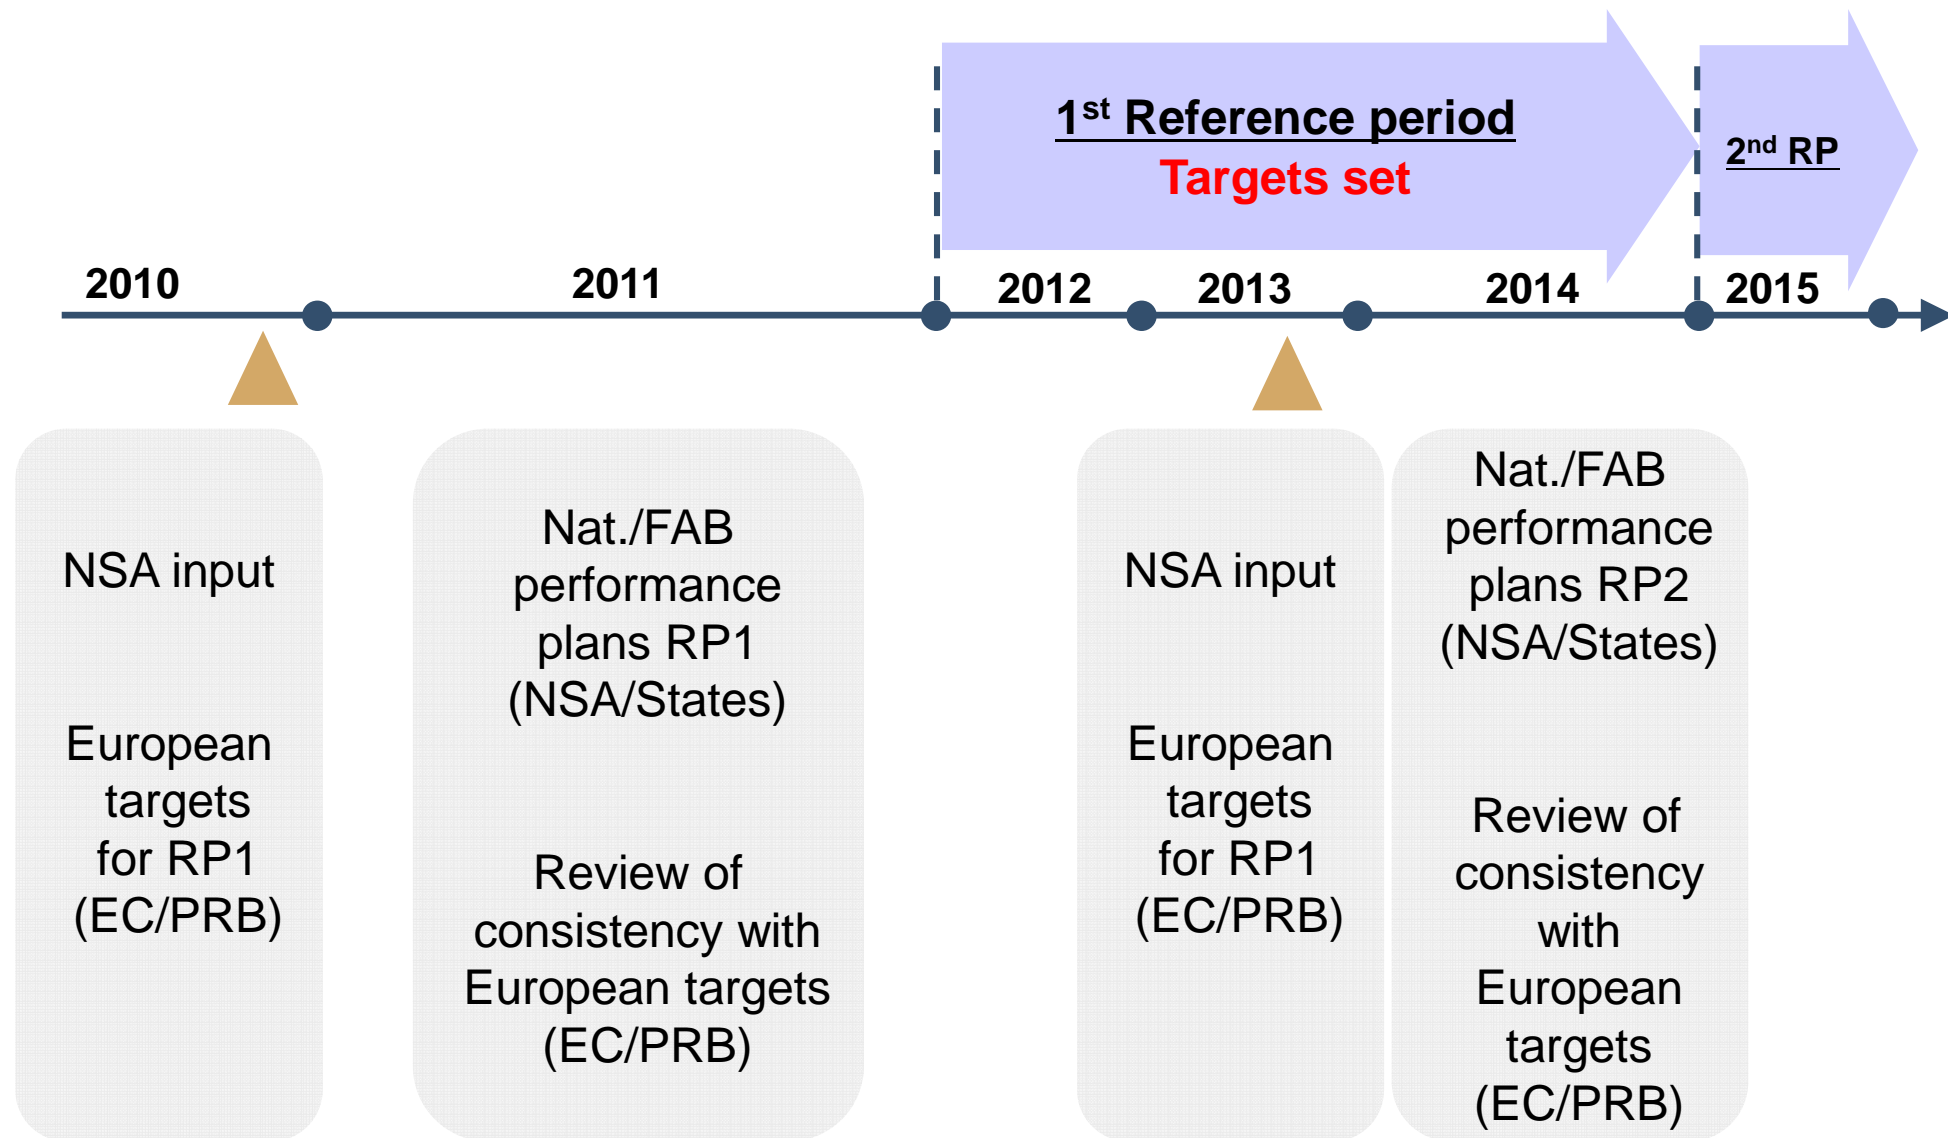 1st Reference period
Targets set
2nd RP
2010
2011
2012
2013
2014
2015
NSA input
European
targets
for RP1
(EC/PRB)
Nat./FAB
performance
plans RP1
(NSA/States)
Review of
consistency with
European targets
(EC/PRB)
NSA input
European
targets
for RP1
(EC/PRB)
Nat./FAB
performance
plans RP2
(NSA/States)
Review of
consistency
with
European
targets
(EC/PRB)